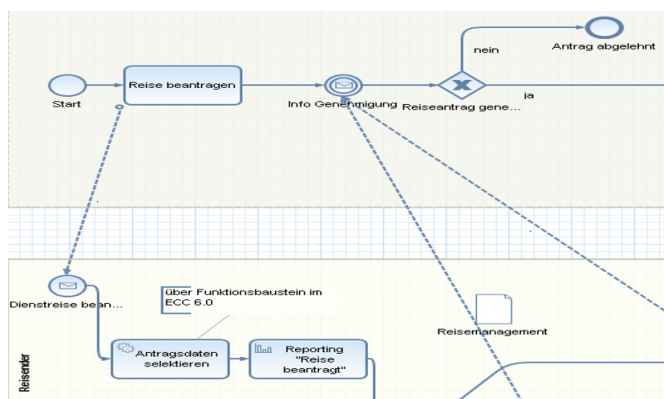 nein
Antrag abgelehnt
Reise beantragen
Start
Info Genehmigung
Reiseantrag gene...
ja
Dienstreise bean...
über Funktionsbaustein im
ECC 6.0
Reisemanagement
Antragsdaten
selektieren
Reporting
"Reise
beantragt"
Reisender